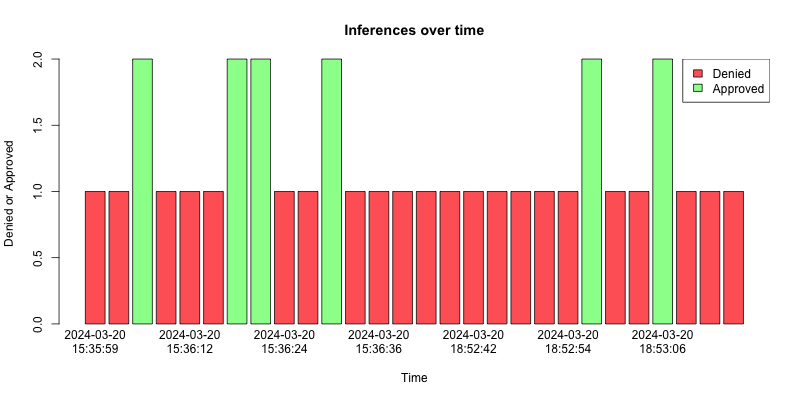 Inferences over time
Denied or Approved
2.0
1.5
1.0
0.5
0.0
Denied
Approved
2024-03-20 2024-03-20 2024-03-20 2024-03-20 2024-03-20 2024-03-20 2024-03-20
15:35:59 15:36:12 15:36:24 15:36:36 18:52:42 18:52:54 18:53:06
Time